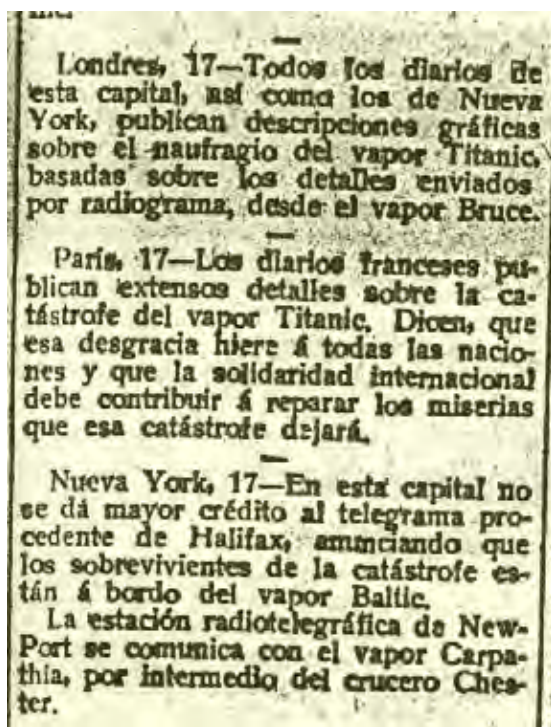 Londres, 17—Todos los diarios de
esta capital, así como los de Nueva
York, publican descripciones gráficas
sobre el naufragio del vapor Titanic,
basadas sobre los detalles enviados
por radiograma, desde el vapor Bruce.
París, 17—Los diarios franceses pu-
blican extensos detalles sobre la ca-
tástrofe del vapor Titanic. Dicen, que
esa desgracia hiere á todas las nacio-
nes y que la solidaridad internacional
debe contribuir á reparar los miserias
que esa catástrofe dejará.
Nueva York, 17—En esta capital no
se dá mayor crédito al telegrama pro-
cedente de Halifax, anunciando que
los sobrevivientes de la catástrofe es-
tán á bordo del vapor Baltic.
La estación radiotelegráfica de New-
Port se comunica con el vapor Carpa-
thia, por intermedio del crucero Ches-
ter.